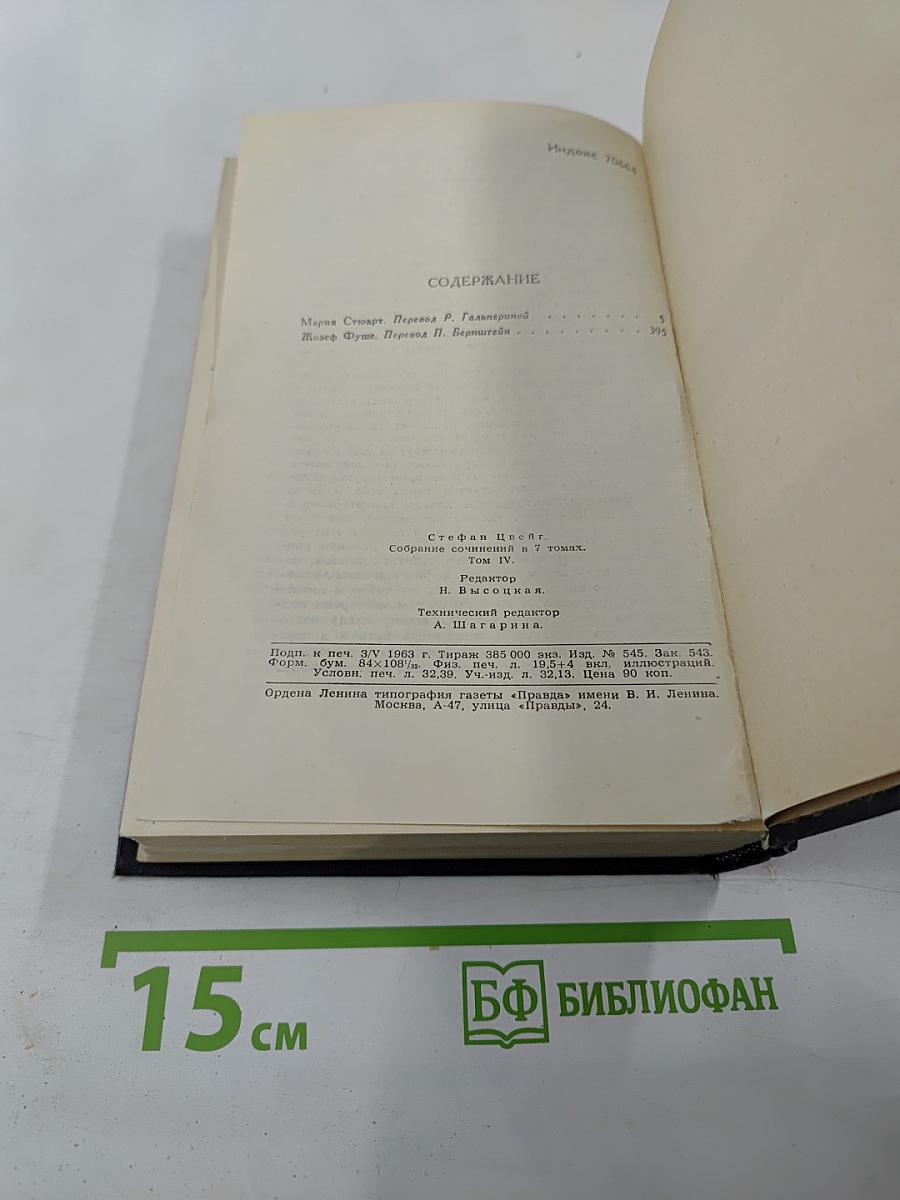 Индекс 70664
СОДЕРЖАНИЕ
Мария Стюарт. Перевод Р. Гальпериной . . . . . . . 5
Жозеф Фуше. Перевод П. Бернштейн . . . . . . . . . 395
Стефан Цвейг.
Собрание сочинений в 7 томах.
Том IV.
Редактор
Н. Высоцкая.
Технический редактор
А. Шагарина.
Подп. к печ. 3/V 1963 г. Тираж 385 000 экз. Изд. № 545. Зак. 543.
Форм. бум. 84×108¹/₃₂. Физ. печ. л. 19,5+4 вкл. иллюстраций.
Условн. печ. л. 32,39. Уч.-изд. л. 32,13. Цена 90 коп.
Ордена Ленина типография газеты «Правда» имени В. И. Ленина.
Москва, А-47, улица «Правды», 24.
15 см
БФ БИБЛИОФАН